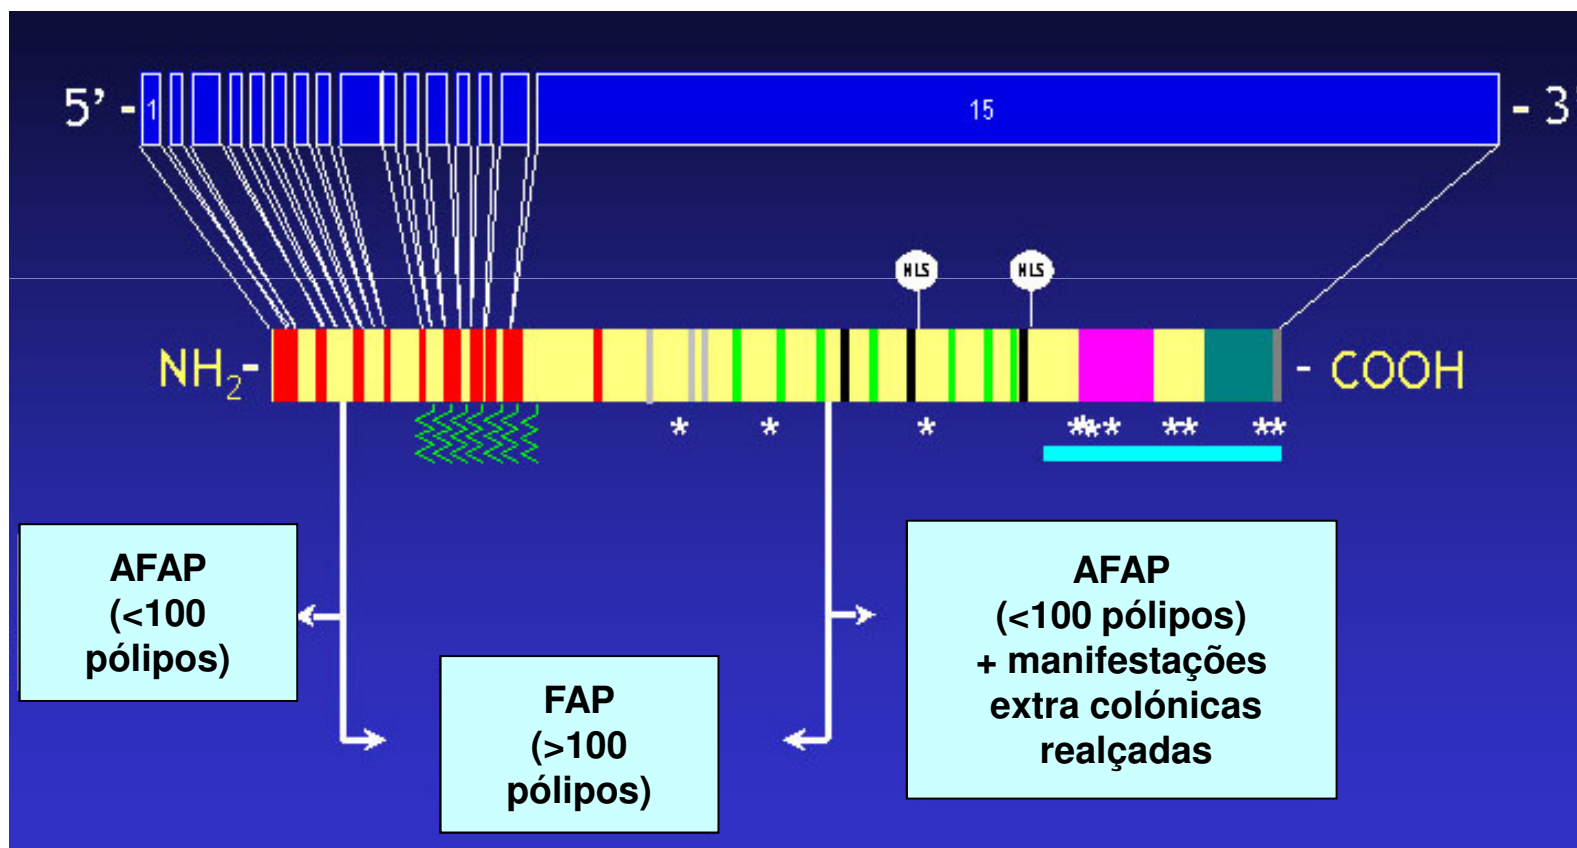 5' - 1 15 - 3'
NLS NLS
NH2- - COOH
* * * *** ** **
AFAP
(<100
pólipos)
FAP
(>100
pólipos)
AFAP
(<100 pólipos)
+ manifestações
extra colónicas
realçadas